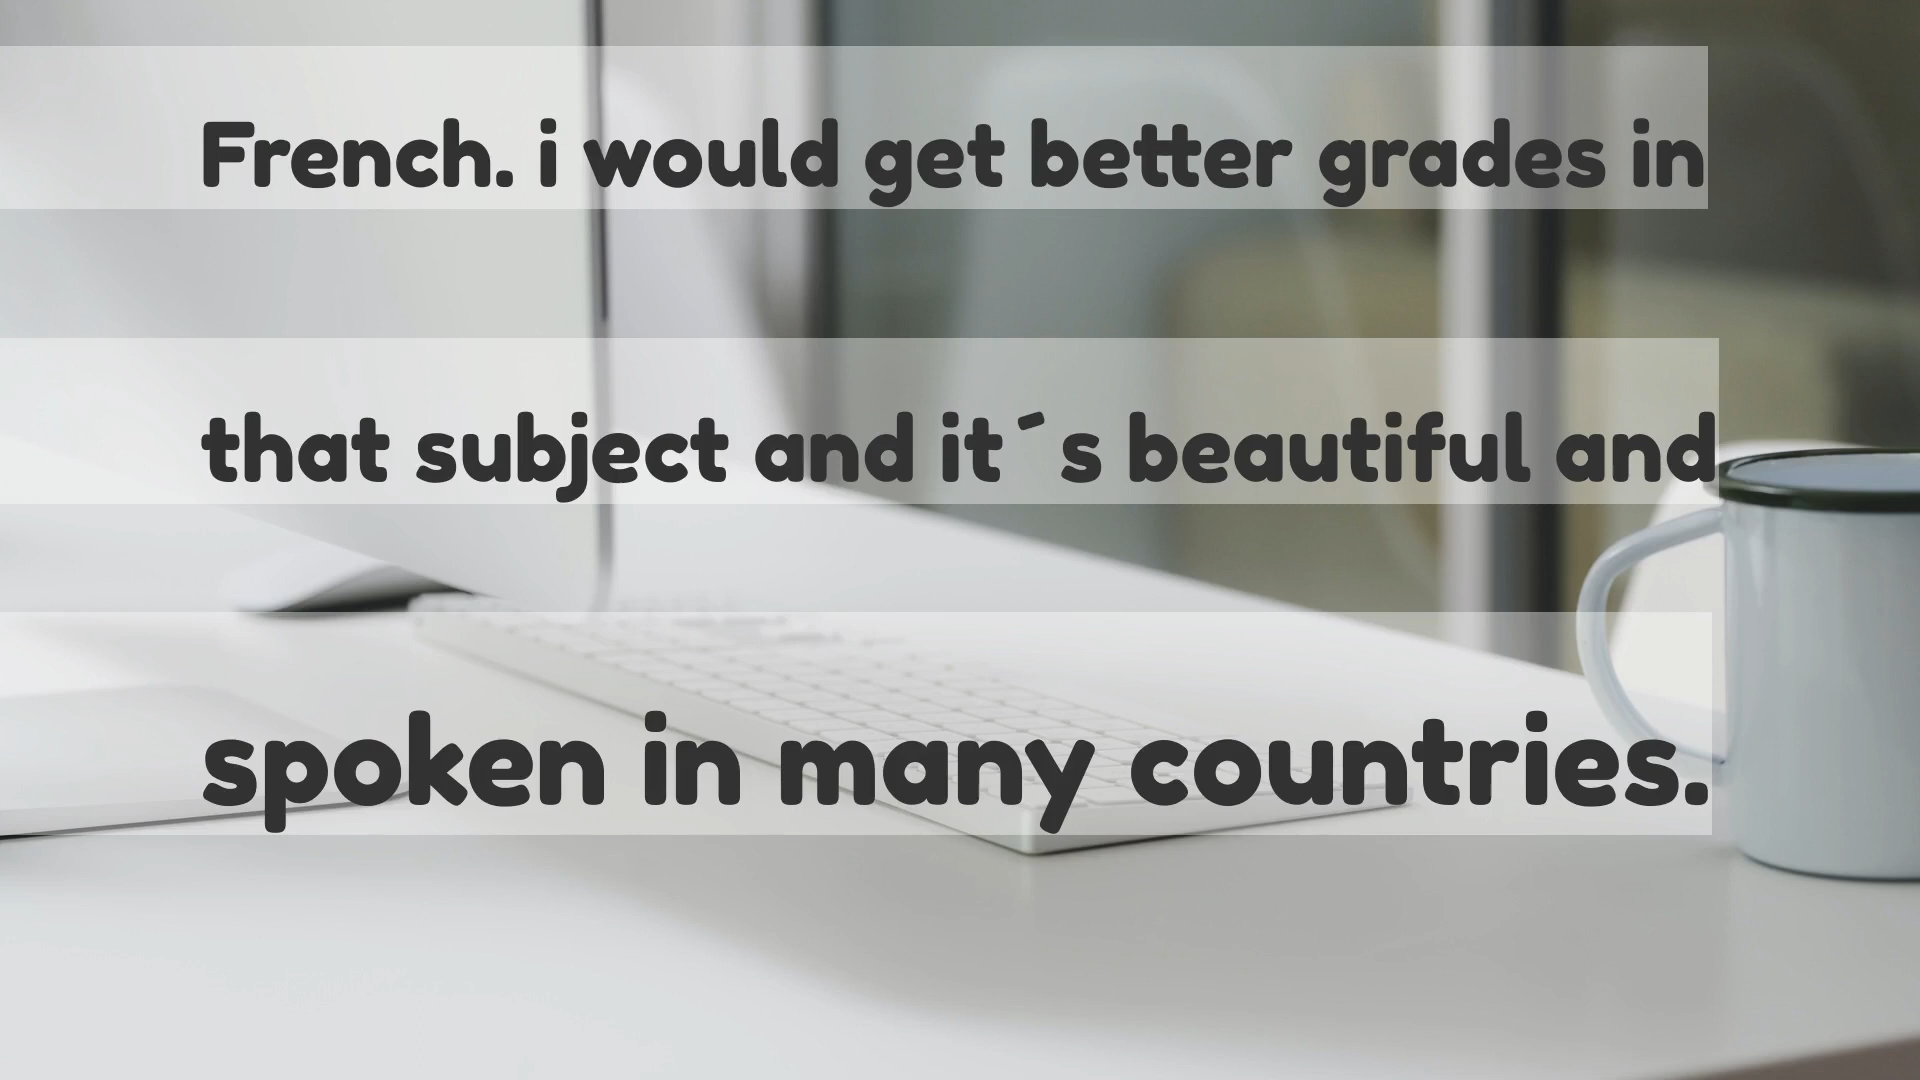 French. i would get better grades in
that subject and it´s beautiful and
spoken in many countries.